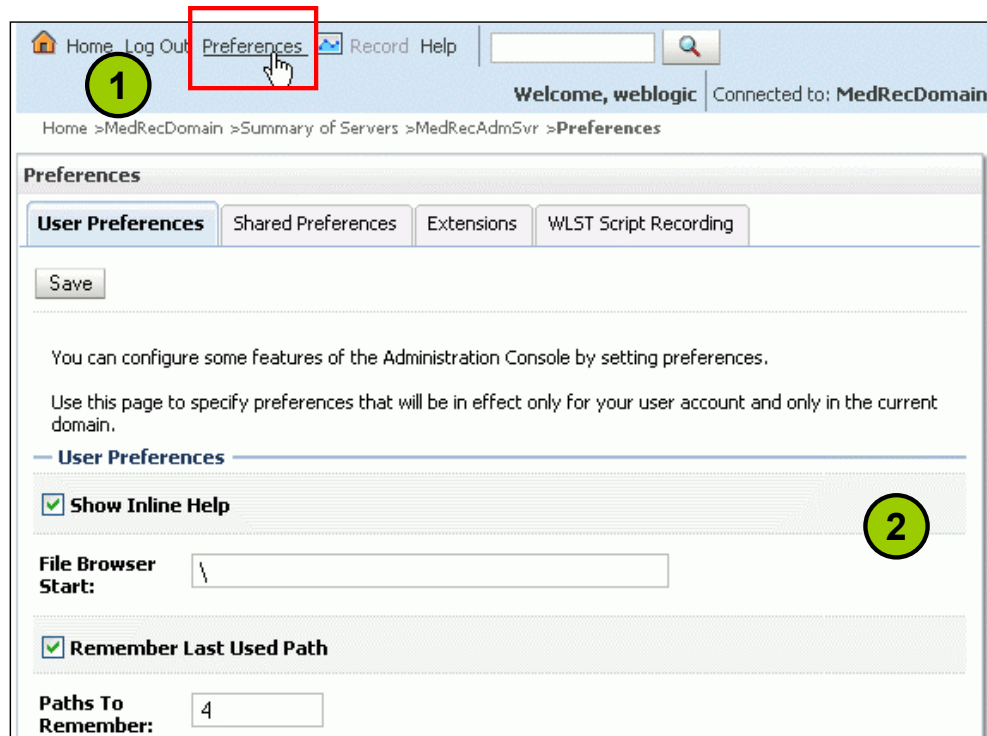 Home Log Out Preferences Record Help
1
Welcome, weblogic Connected to: MedRecDomain
Home >MedRecDomain >Summary of Servers >MedRecAdmSvr >Preferences
Preferences
User Preferences Shared Preferences Extensions WLST Script Recording
Save
You can configure some features of the Administration Console by setting preferences.
Use this page to specify preferences that will be in effect only for your user account and only in the current
domain.
User Preferences
Show Inline Help
2
File Browser
Start:
\
Remember Last Used Path
Paths To
Remember:
4